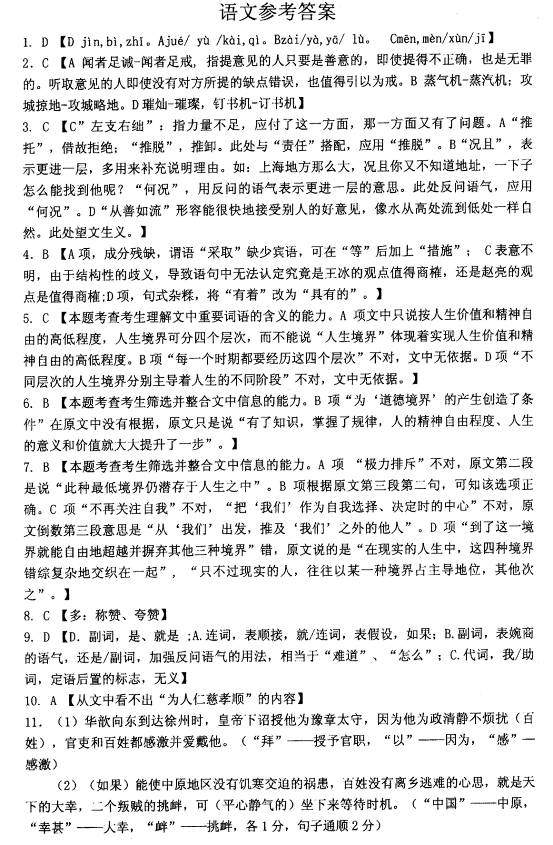 语文参考答案
1. D 【D jìn,bì,zhǐ。Ajué/ yù /kài,qì。Bzài/yà,yā/ lù。 Cmēn,mèn/xùn/jī】
2. C 【A 闻者足诫-闻者足戒, 指提意见的人只要是善意的, 即使提得不正确, 也是无罪
的。听取意见的人即使没有对方所提的缺点错误, 也值得引以为戒。B 蒸气机-蒸汽机; 攻
城掠地-攻城略地。D 璀灿-璀璨, 钉书机-订书机】
3. C 【C”左支右绌”: 指力量不足, 应付了这一方面, 那一方面又有了问题。A“推
托”, 借故拒绝; “推脱”, 推卸。此处与“责任”搭配, 应用“推脱”。B“况且”, 表
示更进一层, 多用来补充说明理由。如: 上海地方那么大, 况且你又不知道地址, 一下子
怎么能找到他呢? “何况”, 用反问的语气表示更进一层的意思。此处反问语气, 应用
“何况”。D“从善如流”形容能很快地接受别人的好意见, 像水从高处流到低处一样自
然。此处望文生义。】
4. B 【A项, 成分残缺, 谓语“采取”缺少宾语, 可在“等”后加上“措施”; C表意不
明, 由于结构性的歧义, 导致语句中无法认定究竟是王冰的观点值得商榷, 还是赵亮的观
点是值得商榷;D 项, 句式杂糅, 将“有着”改为“具有的”。】
5. C 【本题考查考生理解文中重要词语的含义的能力。A 项文中只说按人生价值和精神自
由的高低程度, 人生境界可分四个层次, 而不能说“人生境界”体现着实现人生价值和精
神自由的高低程度。B项“每一个时期都要经历这四个层次”不对, 文中无依据。D项“不
同层次的人生境界分别主导着人生的不同阶段”不对, 文中无依据。】
6. B 【本题考查考生筛选并整合文中信息的能力。B 项“为‘道德境界’的产生创造了条
件”在原文中没有根据, 原文只是说“有了知识, 掌握了规律, 人的精神自由程度、人生
的意义和价值就大大提升了一步”。】
7. B 【本题考查考生筛选并整合文中信息的能力。A 项 “极力排斥”不对, 原文第二段
是说“此种最低境界仍潜存于人生之中”。B 项根据原文第三段第二句, 可知该选项正
确。C 项“不再关注自我”不对, “把‘我们’作为自我选择、决定时的中心”不对, 原
文倒数第三段意思是“从‘我们’出发, 推及‘我们’之外的他人”。D 项“到了这一境
界就能自由地超越并摒弃其他三种境界”错, 原文说的是“在现实的人生中, 这四种境界
错综复杂地交织在一起”, “只不过现实的人, 往往以某一种境界占主导地位, 其他次
之”。】
8. C 【多: 称赞、夸赞】
9. D 【D. 副词, 是、就是 ;A.连词, 表顺接, 就/连词, 表假设, 如果; B.副词, 表婉商
的语气, 还是/副词, 加强反问语气的用法, 相当于“难道”、“怎么”; C.代词, 我/助
词, 定语后置的标志, 无义】
10. A 【从文中看不出“为人仁慈孝顺”的内容】
11. (1) 华歆向东到达徐州时, 皇帝下诏授他为豫章太守, 因为他为政清静不烦扰(百
姓), 官吏和百姓都感激并爱戴他。(“拜”——授予官职, “以”——因为, “感”—
感激)
(2) (如果) 能使中原地区没有饥寒交迫的祸患, 百姓没有离乡逃难的心思, 就是天
下的大幸, 二个叛贼的挑衅, 可 (平心静气的) 坐下来等待时机。(“中国”——中原,
“幸甚”——大幸, “衅”——挑衅, 各1分, 句子通顺2分)